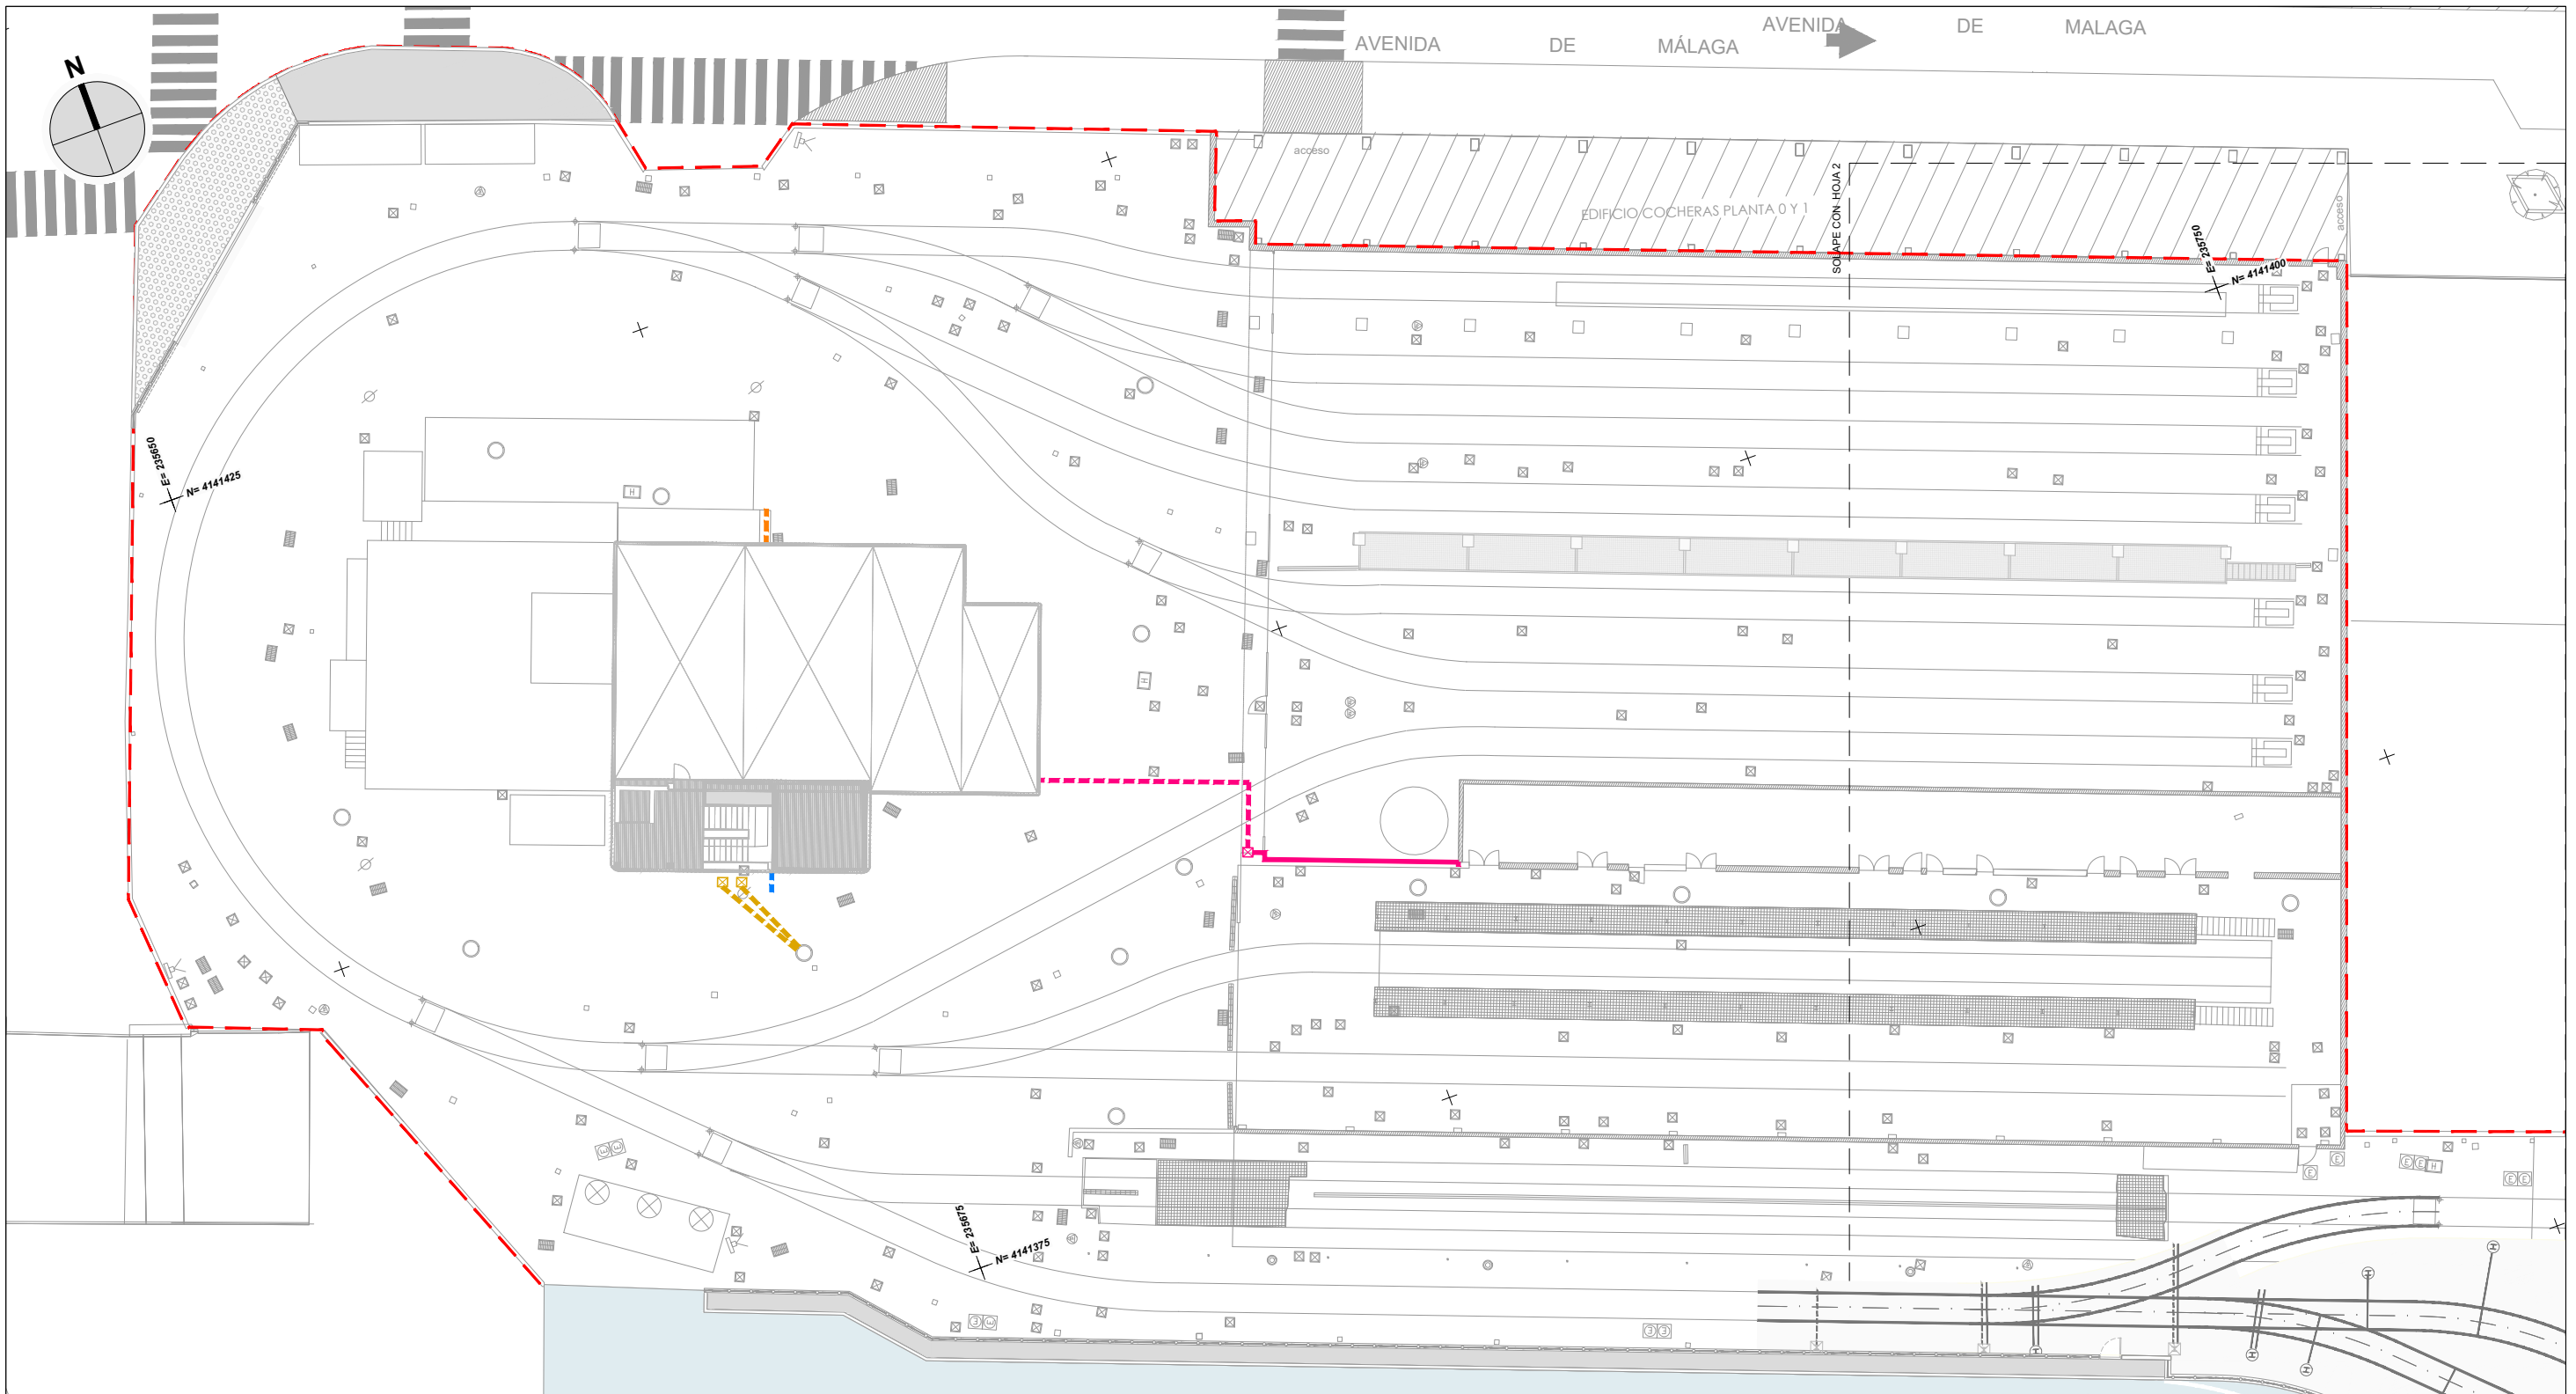 AVENIDA DE MÁLAGA
AVENIDA DE MALAGA
N
acceso
SOLAPE CON HOJA 2
EDIFICIO COCHERAS PLANTA 0 Y 1
acceso
E= 235750
N= 4141400
E= 235650
N= 4141425
H
H
E= 235675
N= 4141375
E
E
E E
H
E E
H
H
H
H
H
H